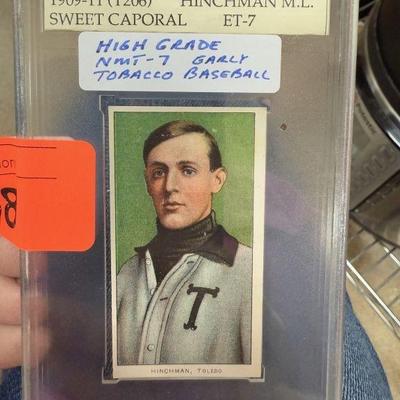 1909-11 (T206) HINCHMAN M.L.
SWEET CAPORAL ET-7
HIGH GRADE
NMT-7 EARLY
TOBACCO BASEBALL
T
HINCHMAN, TOLEDO